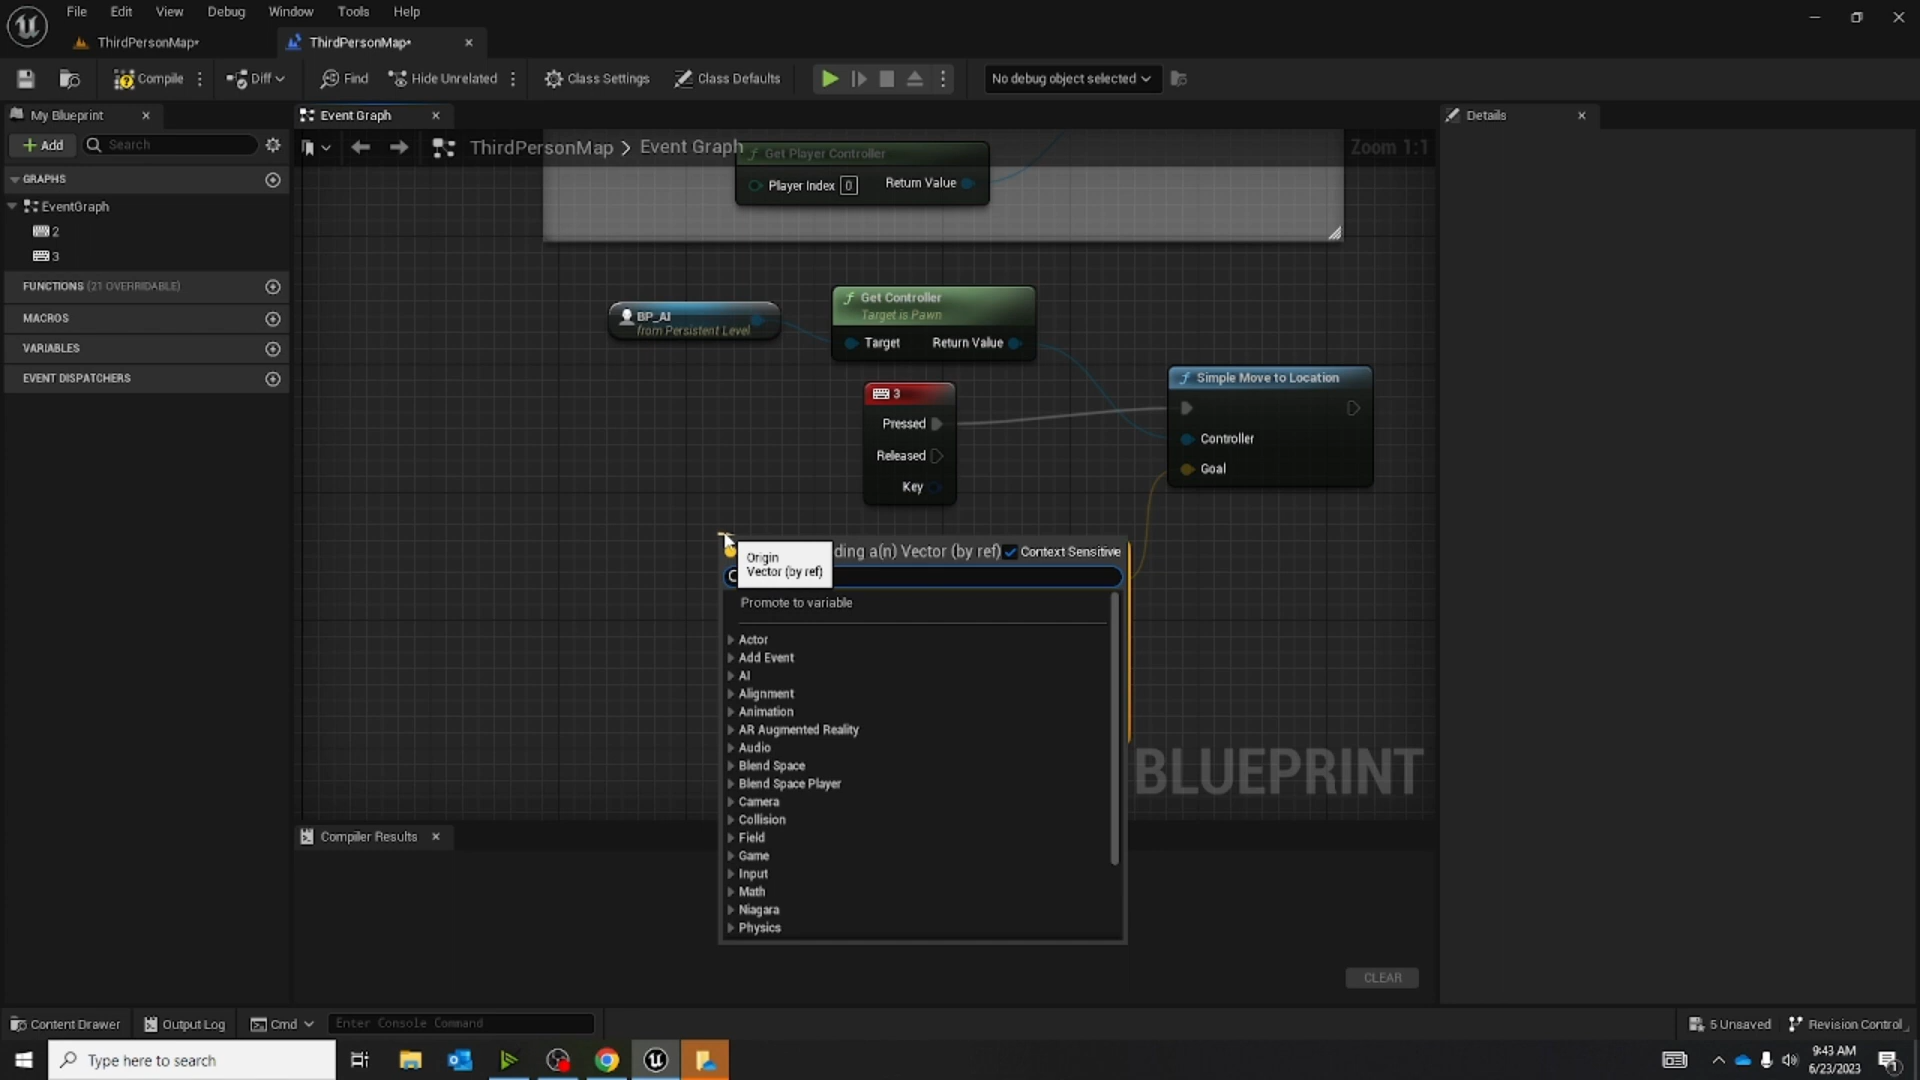 File Edit View Debug Window Tools Help
ThirdPersonMap* ThirdPersonMap*
Compile Diff Find Hide Unrelated Class Settings Class Defaults No debug object selected
My Blueprint Event Graph Details
Add Search ThirdPersonMap > Event Graph Zoom 1:1
Get Player Controller
Player Index 0 Return Value
GRAPHS
EventGraph
2
3
FUNCTIONS (21 OVERRIDABLE)
MACROS
VARIABLES
EVENT DISPATCHERS
BP_AI
from Persistent Level
Get Controller
Target is Pawn
Target Return Value
3
Pressed
Released
Key
Simple Move to Location
Controller
Goal
Origin
Vector (by ref)
ding a(n) Vector (by ref) Context Sensitive
Promote to variable
Actor
Add Event
AI
Alignment
Animation
AR Augmented Reality
Audio
Blend Space
Blend Space Player
Camera
Collision
Field
Game
Input
Math
Niagara
Physics
BLUEPRINT
Compiler Results
CLEAR
Content Drawer Output Log Cmd Enter Console Command 5 Unsaved Revision Control
Type here to search 9:43 AM
6/23/2023
1